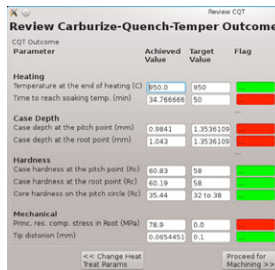 Review CQT
Review Carburize-Quench-Temper Outcome
CQT Outcome
Parameter Achieved Value Target Value Flag
Heating
Temperature at the end of heating (C) 950.0 950 ...
Time to reach soaking temp. (min) 34.766666 50 ...
...
Case Depth
Case depth at the pitch point (mm) 0.9841 1.3536109 ...
Case depth at the root point (mm) 1.043 1.3536109 ...
...
Hardness
Case hardness at the pitch point (Rc) 60.83 58 ...
Case hardness at the root point (Rc) 60.19 58 ...
Core hardness on the pitch circle (Rc) 35.44 32 to 38 ...
Mechanical
Princ. res. comp. stress in Root (MPa) 78.9 0.0 ...
Tip distorion (mm) 0.0654451 0.1 ...
<< Change Heat Treat Params
Proceed for Machining >>